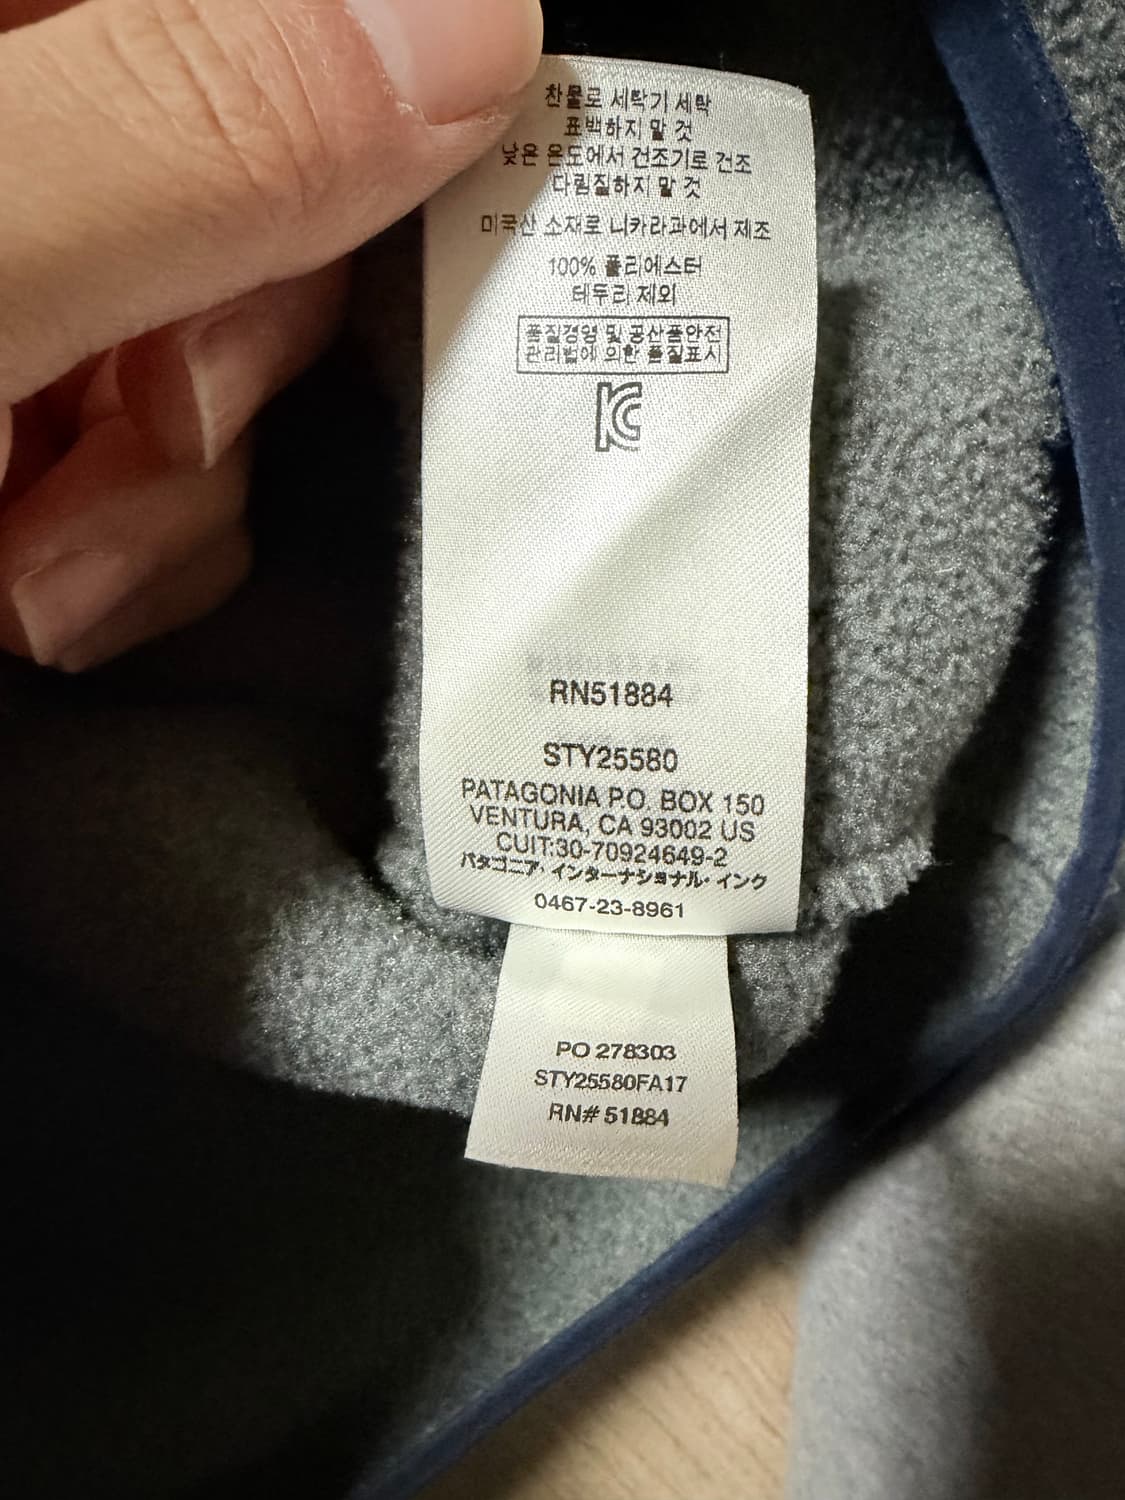 찬물로 세탁기 세탁
표백하지 말 것
낮은 온도에서 건조기로 건조
다림질하지 말 것
미국산 소재로 니카라과에서 제조
100% 폴리에스터
테두리 제외
품질경영 및 공산품안전
관리법에 의한 품질표시
KC
RN51884
STY25580
PATAGONIA P.O. BOX 150
VENTURA, CA 93002 US
CUIT:30-70924649-2
パタゴニア・インターナショナル・インク
0467-23-8961
PO 278303
STY25580FA17
RN# 51884